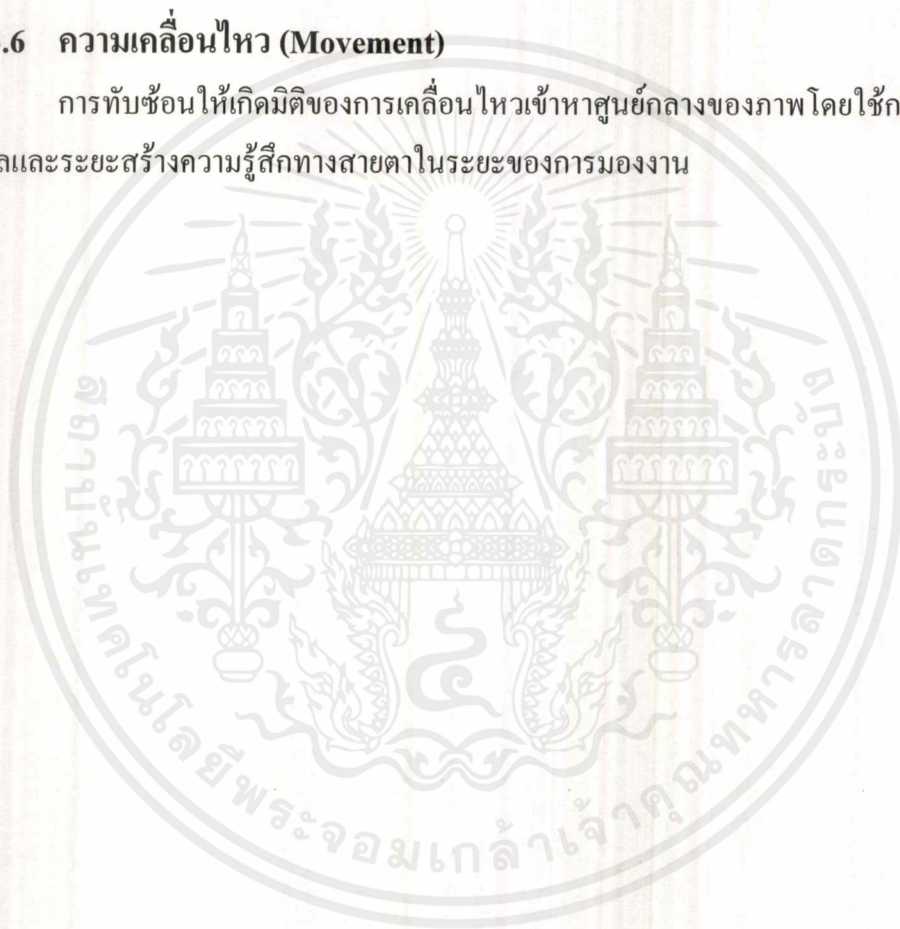 .6 ความเคลื่อนไหว (Movement)
การทับซ้อนให้เกิดมิติของการเคลื่อนไหวเข้าหาศูนย์กลางของภาพโดยใช้ก
ลและระยะสร้างความรู้สึกทางสายตาในระยะของการมองงาน
สถาบันเทคโนโลยีพระจอมเกล้าเจ้าคุณทหารลาดกระบัง